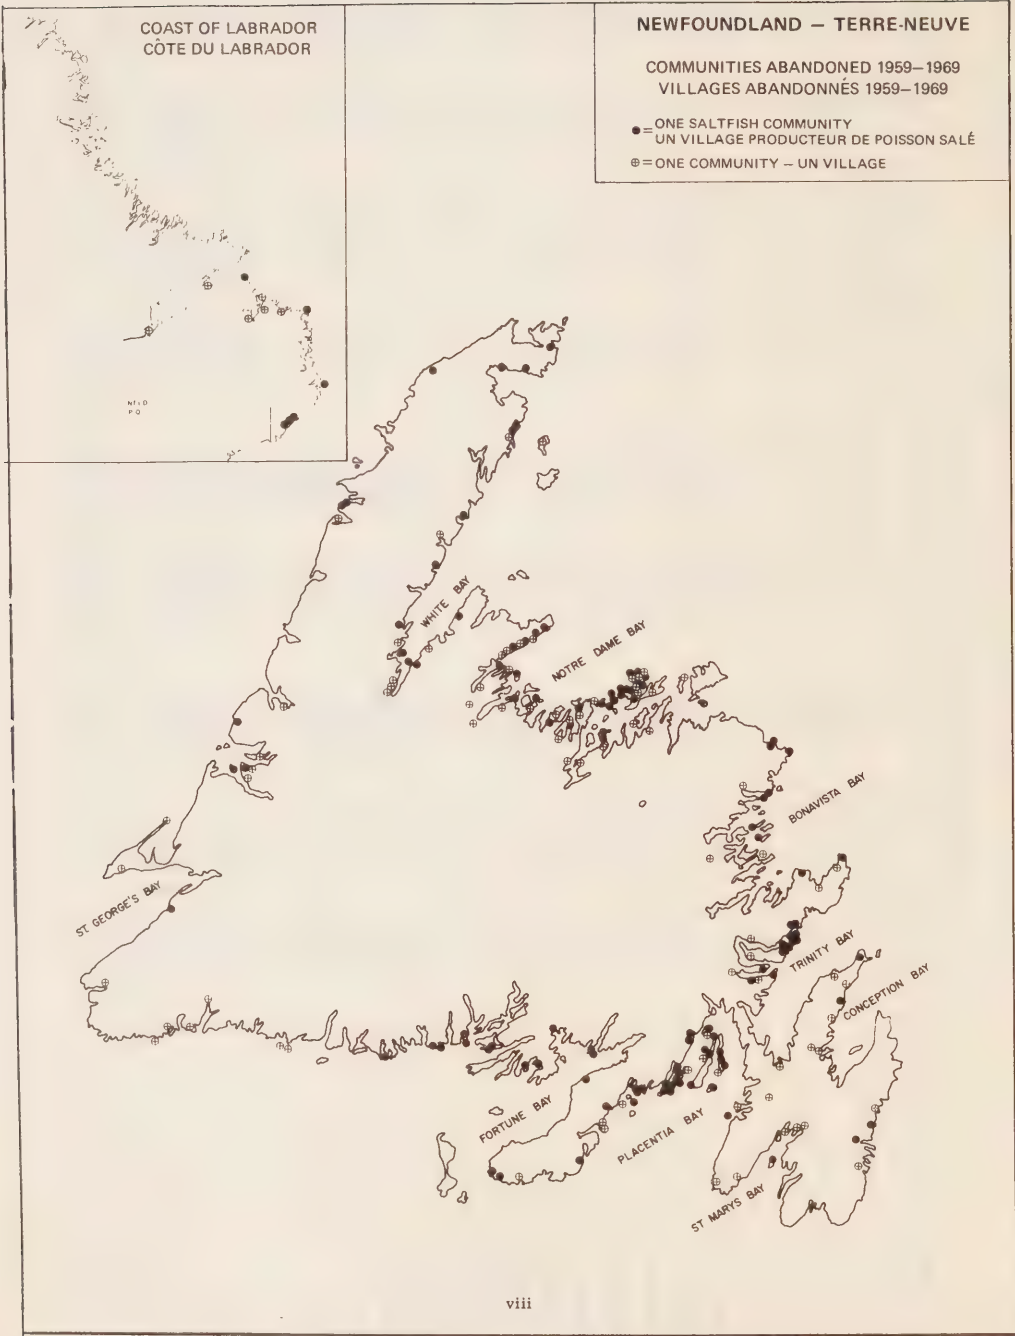 COAST OF LABRADOR
CÔTE DU LABRADOR
NEWFOUNDLAND – TERRE-NEUVE
COMMUNITIES ABANDONED 1959–1969
VILLAGES ABANDONNÉS 1959–1969
●=ONE SALTFISH COMMUNITY
UN VILLAGE PRODUCTEUR DE POISSON SALÉ
⊕=ONE COMMUNITY – UN VILLAGE
NFLD
PQ
WHITE BAY
NOTRE DAME BAY
BONAVISTA BAY
ST. GEORGE'S BAY
TRINITY BAY
CONCEPTION BAY
FORTUNE BAY
PLACENTIA BAY
ST MARYS BAY
viii